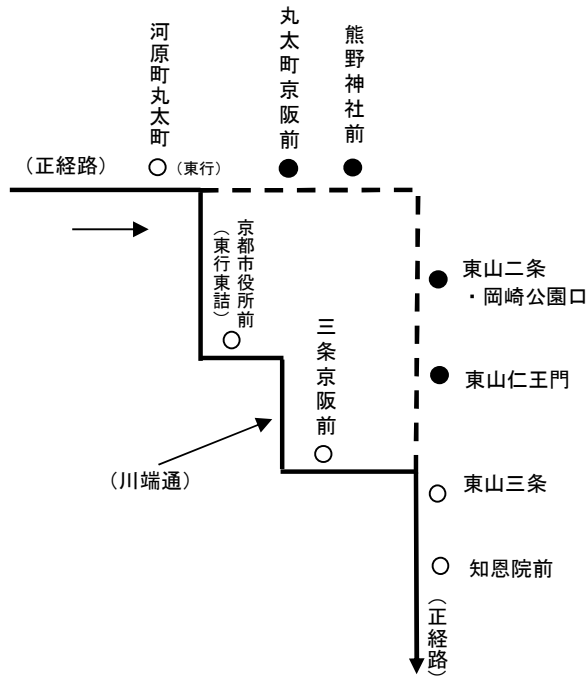 河原町丸太町
丸太町京阪前
熊野神社前
（正経路）
（東行）
京都市役所前
（東行東詰）
東山二条
・岡崎公園口
三条京阪前
東山仁王門
（川端通）
東山三条
知恩院前
（正経路）